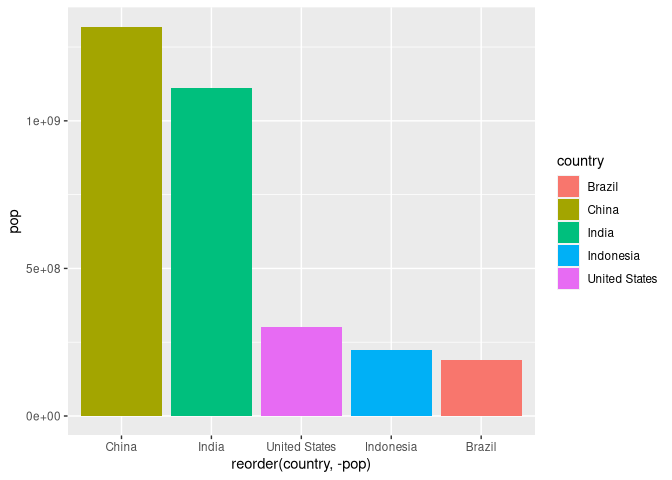 pop
1e+09
5e+08
0e+00
China India United States Indonesia Brazil
reorder(country, -pop)
country
Brazil
China
India
Indonesia
United States